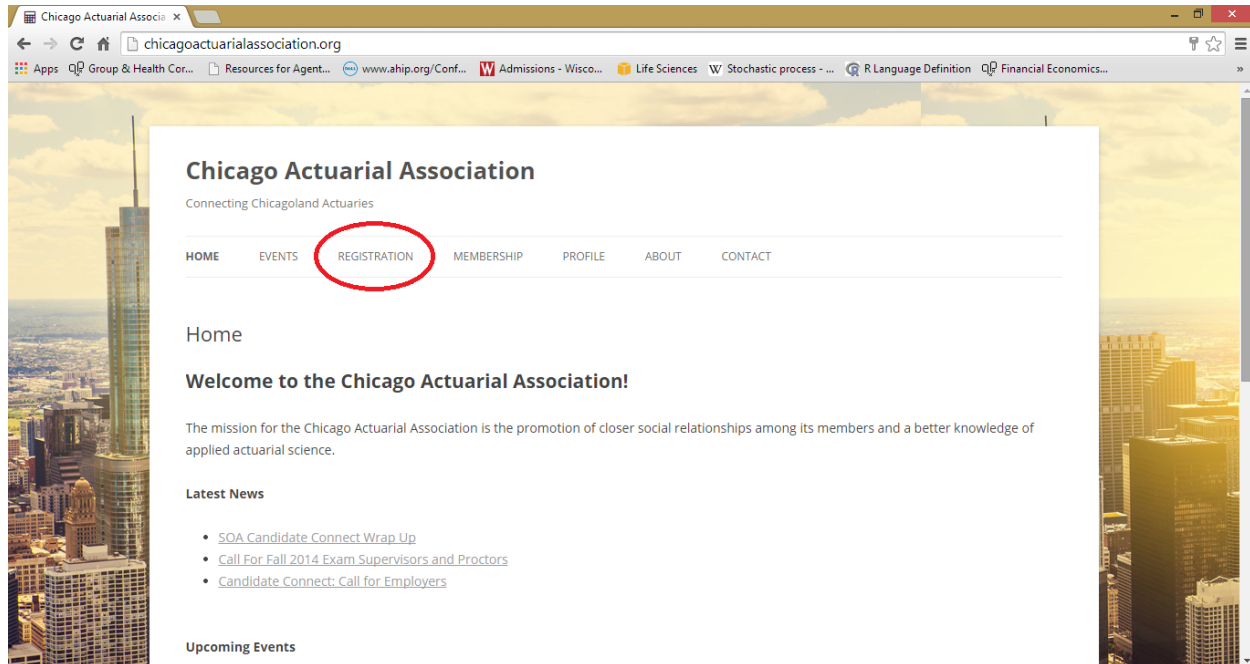 Chicago Actuarial Associa
chicagoactuarialassociation.org
Apps Group & Health Cor... Resources for Agent... www.ahip.org/Conf... Admissions - Wisco... Life Sciences W Stochastic process - ... R Language Definition Financial Economics... »
Chicago Actuarial Association
Connecting Chicagoland Actuaries
HOME EVENTS REGISTRATION MEMBERSHIP PROFILE ABOUT CONTACT
Home
Welcome to the Chicago Actuarial Association!
The mission for the Chicago Actuarial Association is the promotion of closer social relationships among its members and a better knowledge of
applied actuarial science.
Latest News
• SOA Candidate Connect Wrap Up
• Call For Fall 2014 Exam Supervisors and Proctors
• Candidate Connect: Call for Employers
Upcoming Events